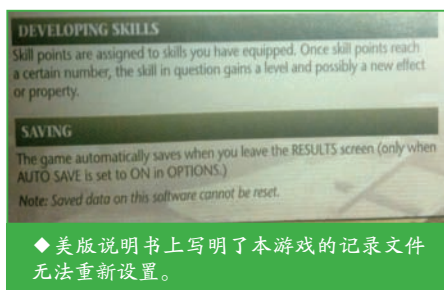 DEVELOPING SKILLS
Skill points are assigned to skills you have equipped. Once skill points reach
a certain number, the skill in question gains a level and possibly a new effect
or property.
SAVING
The game automatically saves when you leave the RESULTS screen (only when
AUTO SAVE is set to ON in OPTIONS.)
Note: Saved data on this software cannot be reset.
◆美版说明书上写明了本游戏的记录文件
无法重新设置。